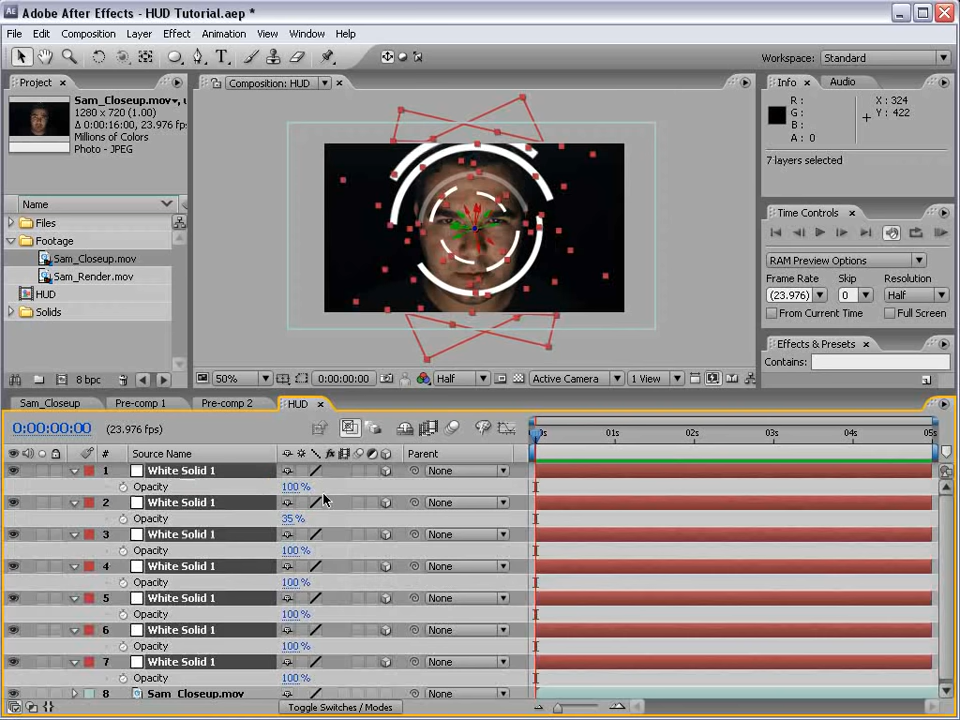 Adobe After Effects - HUD Tutorial.aep *
File Edit Composition Layer Effect Animation View Window Help
Workspace: Standard
Project
Sam_Closeup.mov
1280 x 720 (1.00)
Δ 0:00:16:00, 23.976 fps
Millions of Colors
Photo - JPEG
Name
Files
Footage
Sam_Closeup.mov
Sam_Render.mov
HUD
Solids
8 bpc
Composition: HUD
50%
0:00:00:00
Half
Active Camera
1 View
Info
Audio
R :
G :
B :
A : 0
X : 324
Y : 422
7 layers selected
Time Controls
RAM Preview Options
Frame Rate Skip Resolution
(23.976) 0 Half
From Current Time Full Screen
Effects & Presets
Contains:
Sam_Closeup Pre-comp 1 Pre-comp 2 HUD
0:00:00:00 (23.976 fps)
0s 01s 02s 03s 04s 05s
# Source Name Parent
1 White Solid 1 None
Opacity 100 %
2 White Solid 1 None
Opacity 35 %
3 White Solid 1 None
Opacity 100 %
4 White Solid 1 None
Opacity 100 %
5 White Solid 1 None
Opacity 100 %
6 White Solid 1 None
Opacity 100 %
7 White Solid 1 None
Opacity 100 %
8 Sam_Closeup.mov None
Toggle Switches / Modes